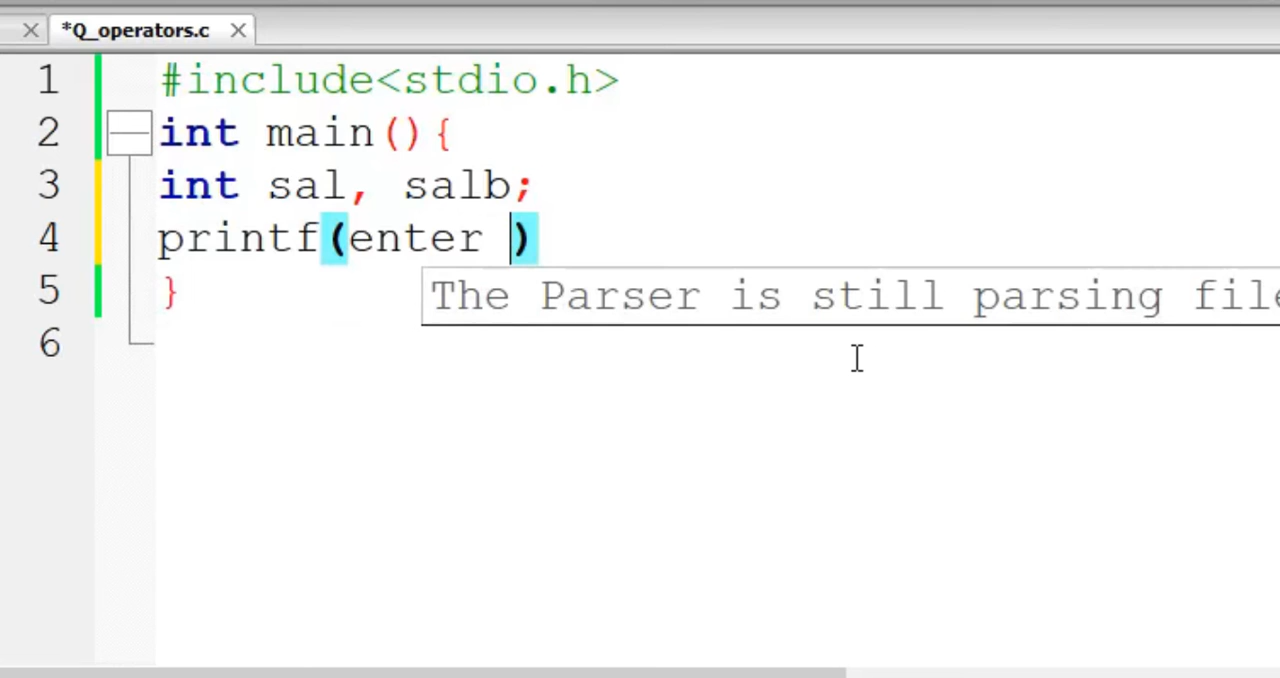 *Q_operators.c
1 #include<stdio.h>
2 int main(){
3 int sal, salb;
4 printf(enter )
5 }
The Parser is still parsing file
6